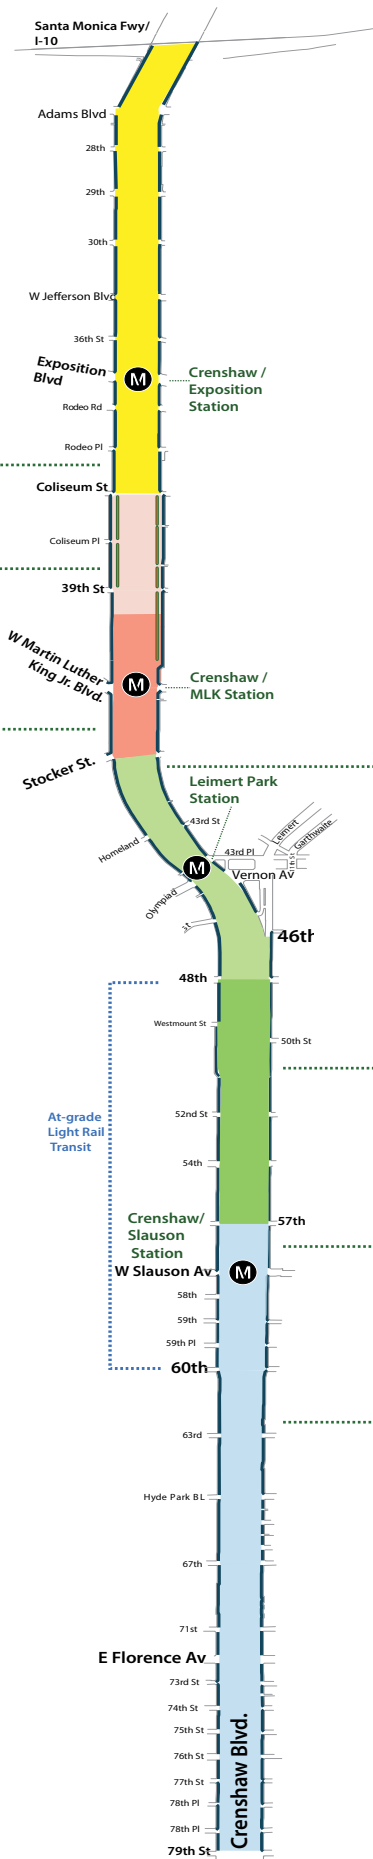 Santa Monica Fwy/
I-10
Adams Blvd
28th
29th
30th
W Jefferson Blvd
36th St
Exposition
Blvd
M
Crenshaw /
Exposition
Station
Rodeo Rd
Rodeo Pl
Coliseum St
Coliseum Pl
39th St
W Martin Luther
King Jr. Blvd.
M
Crenshaw /
MLK Station
Stocker St.
Leimert Park
Station
43rd St
Leimert
Garthwaite
Homeland
43rd Pl
11th St
M
Vernon Av
Olympiad
St
46th
48th
Westmount St
50th St
At-grade
Light Rail
Transit
52nd St
54th
57th
Crenshaw/
Slauson
Station
W Slauson Av
M
58th
59th
59th Pl
60th
63rd
Hyde Park BL
67th
71st
E Florence Av
73rd St
74th St
75th St
76th St
77th St
78th Pl
78th Pl
79th St
Crenshaw Blvd.